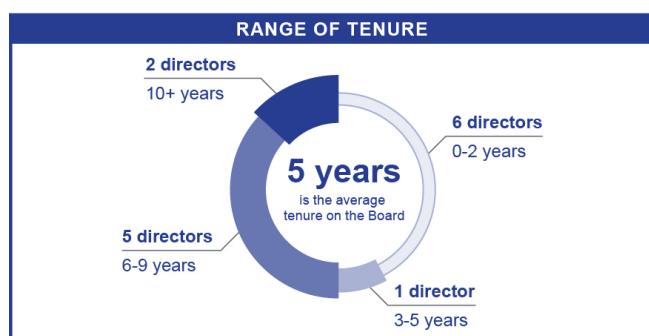 RANGE OF TENURE
2 directors
10+ years
6 directors
0-2 years
5 years
is the average
tenure on the Board
5 directors
6-9 years
1 director
3-5 years